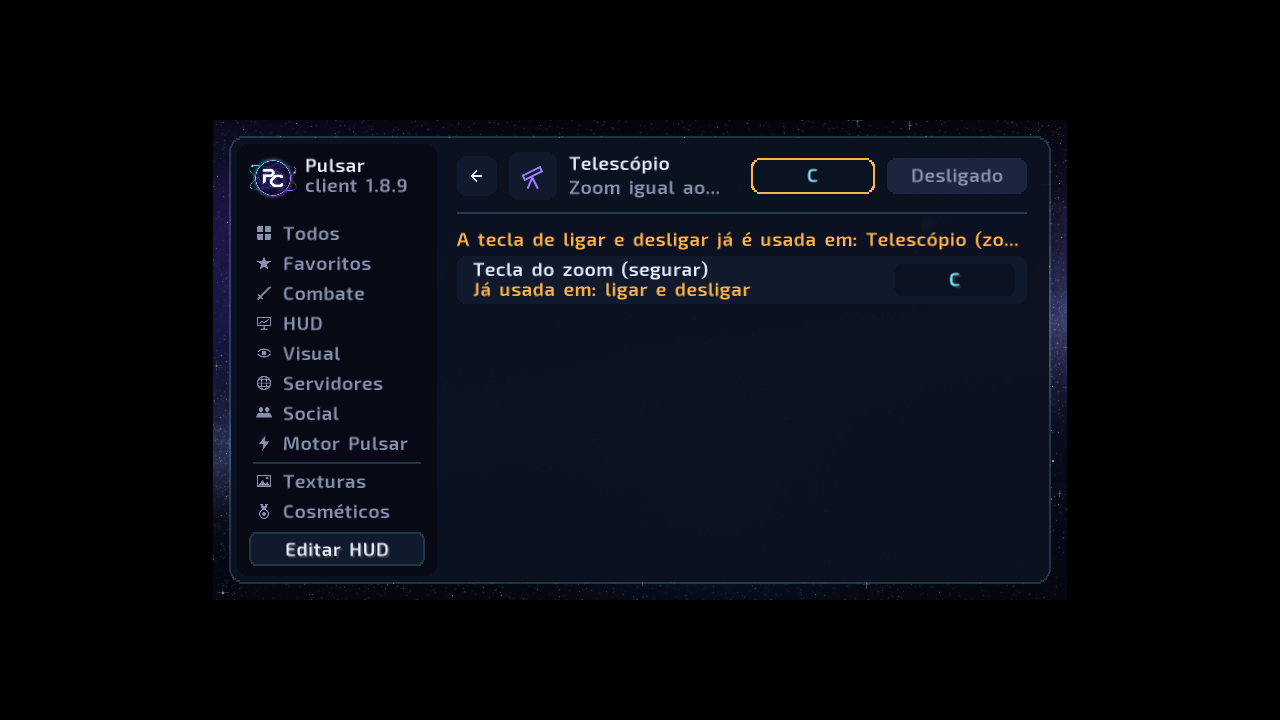 PC
Pulsar
client 1.8.9
Todos
Favoritos
Combate
HUD
Visual
Servidores
Social
Motor Pulsar
Texturas
Cosméticos
Editar HUD
Telescópio
Zoom igual ao...
C
Desligado
A tecla de ligar e desligar já é usada em: Telescópio (zo...
Tecla do zoom (segurar)
Já usada em: ligar e desligar
C